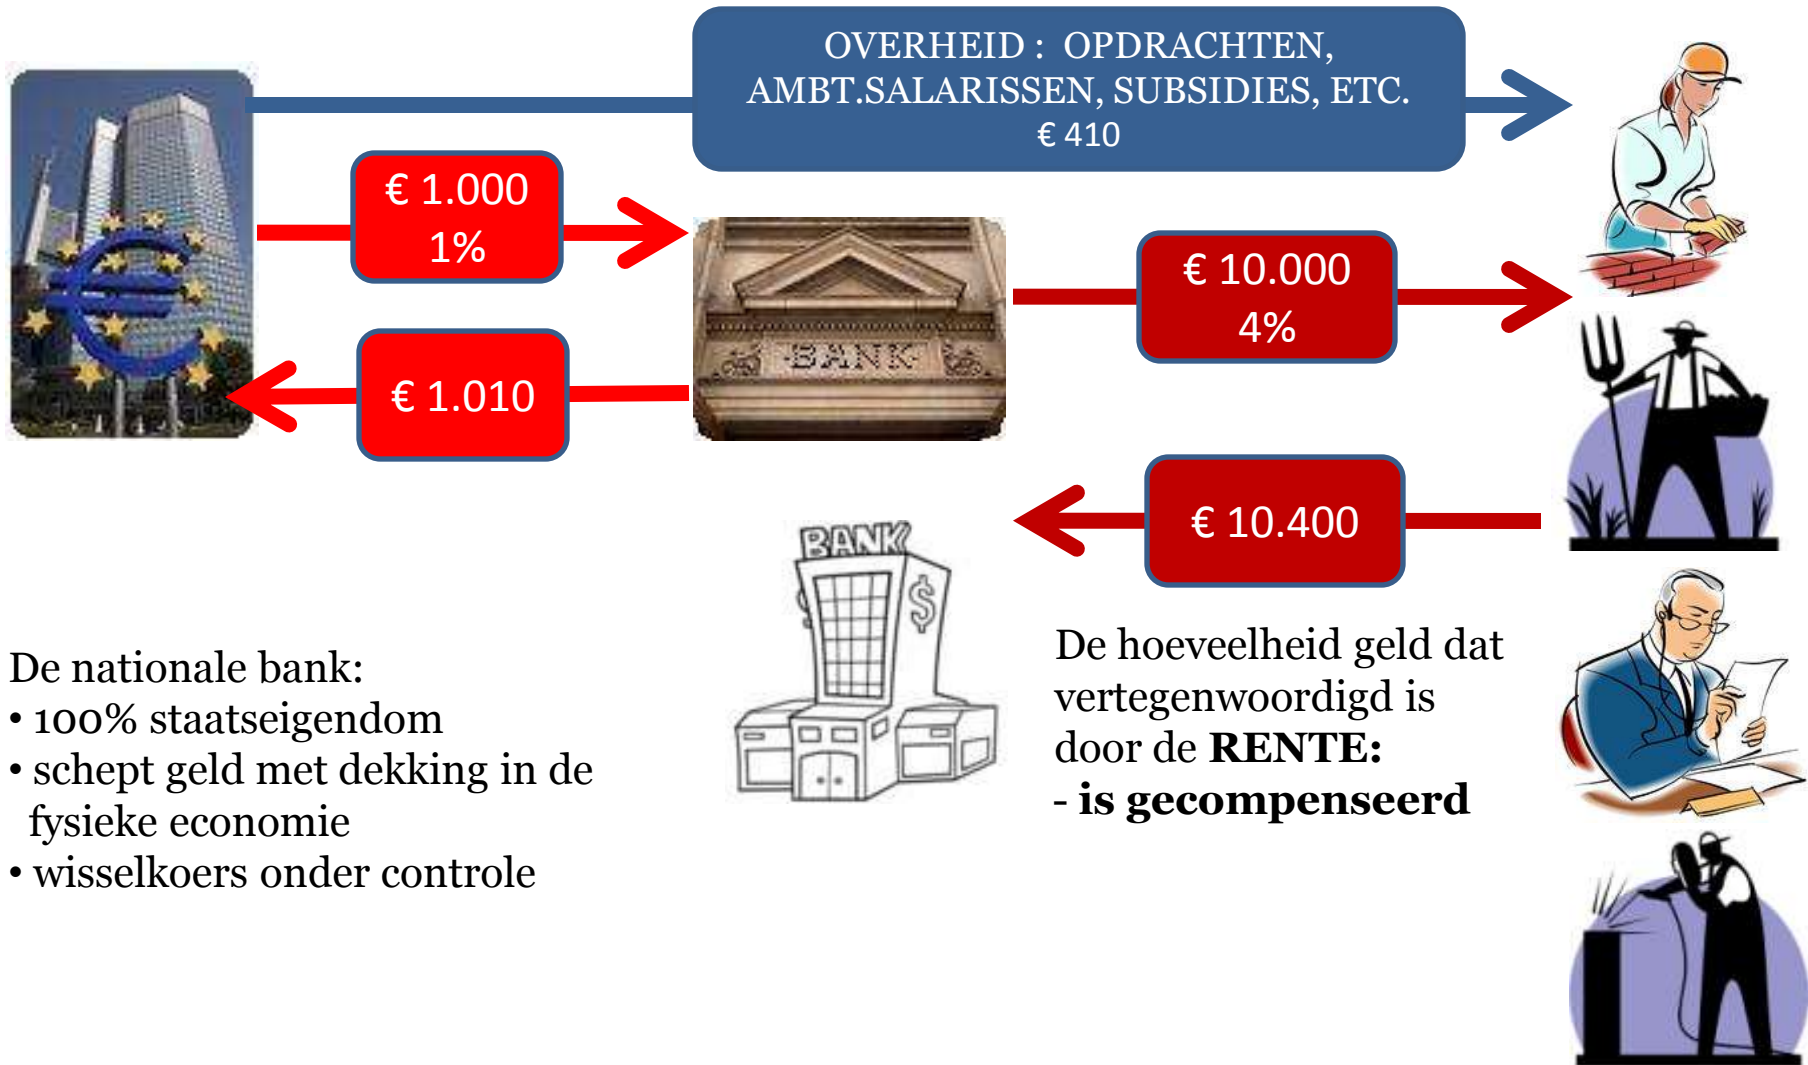 OVERHEID : OPDRACHTEN,
AMBT.SALARISSEN, SUBSIDIES, ETC.
€ 410
€ 1.000
1%
BANK
€ 10.000
4%
€ 1.010
€ 10.400
BANK
$
De nationale bank:
• 100% staatseigendom
• schept geld met dekking in de
fysieke economie
• wisselkoers onder controle
De hoeveelheid geld dat
vertegenwoordigd is
door de RENTE:
- is gecompenseerd